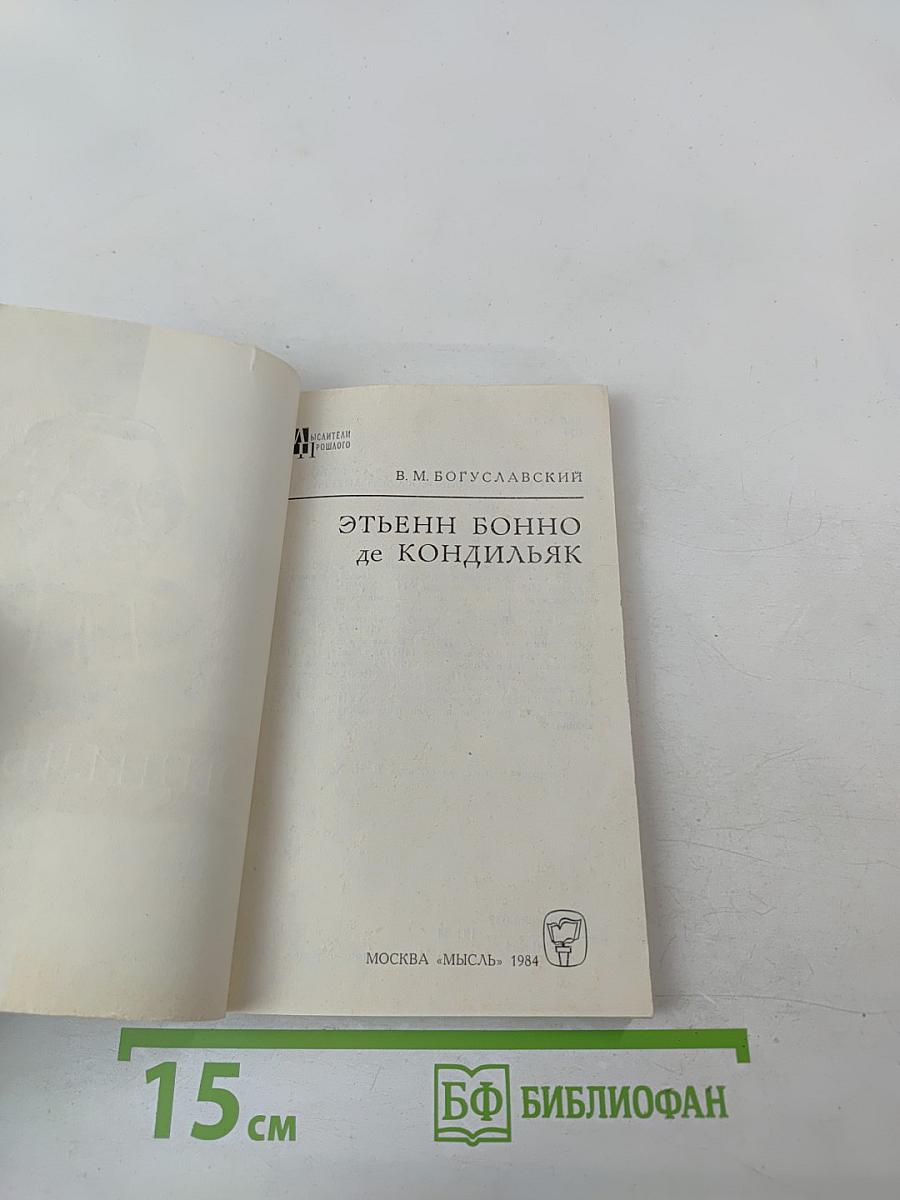 МЫСЛИТЕЛИ
ПРОШЛОГО
В. М. БОГУСЛАВСКИЙ
ЭТЬЕНН БОННО
де КОНДИЛЬЯК
МОСКВА «МЫСЛЬ» 1984
15 см
БФ БИБЛИОФАН